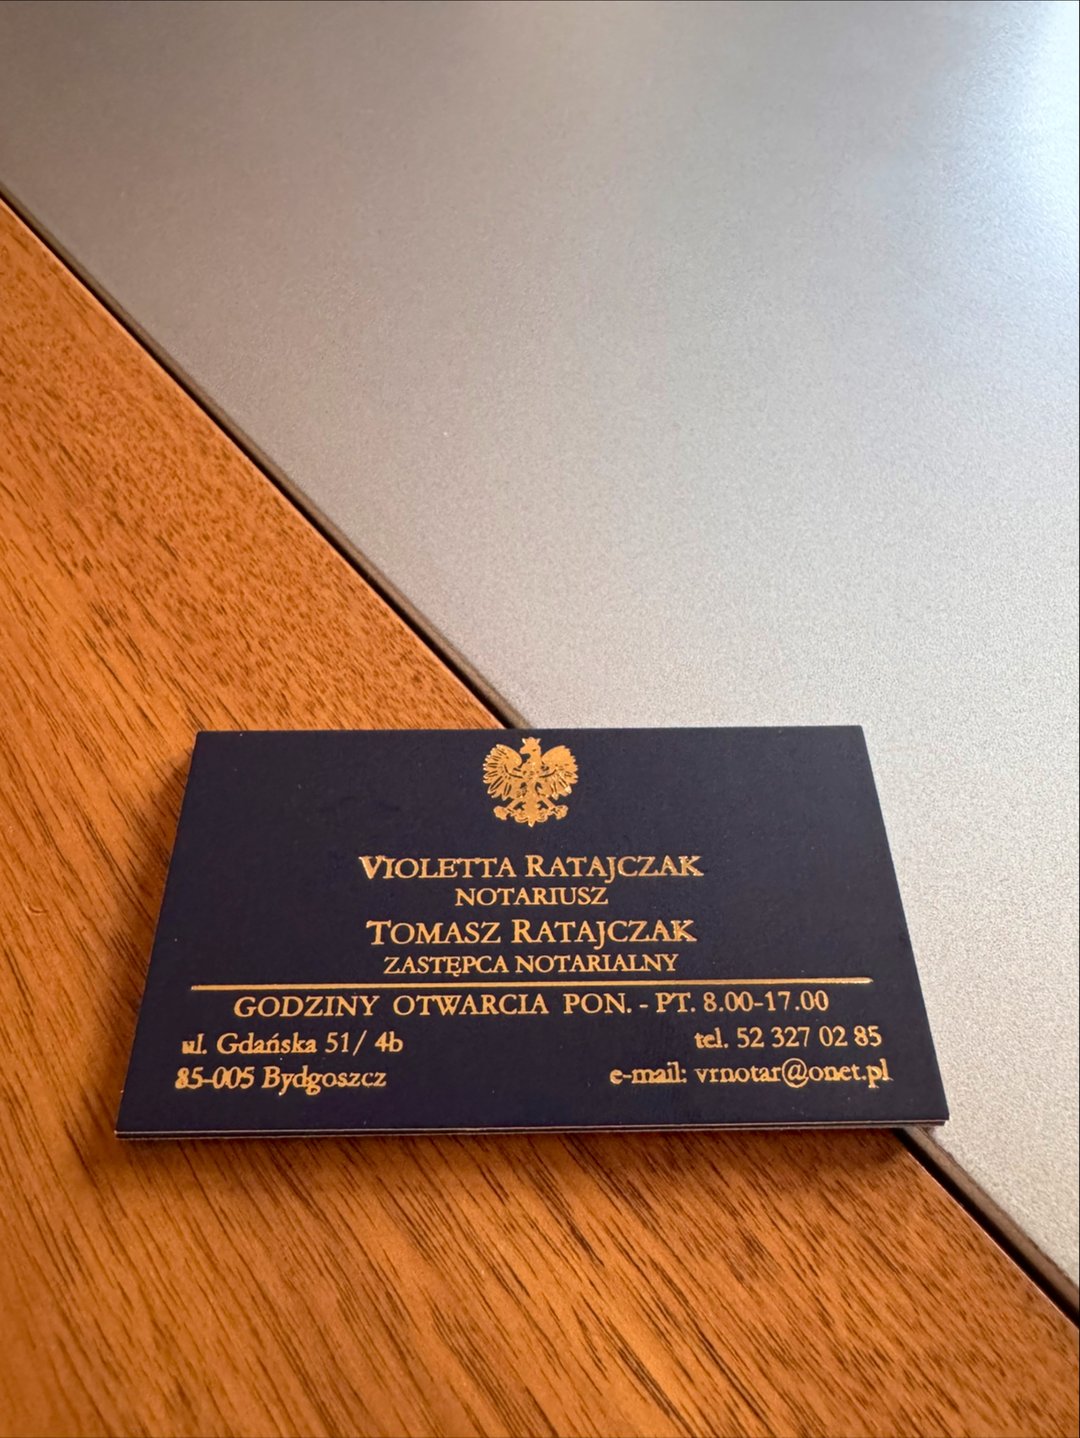 VIOLETTA RATAJCZAK
NOTARIUSZ
TOMASZ RATAJCZAK
ZASTĘPCA NOTARIALNY
GODZINY OTWARCIA PON. - PT. 8.00-17.00
ul. Gdańska 51/ 4b
85-005 Bydgoszcz
tel. 52 327 02 85
e-mail: vrnotar@onet.pl